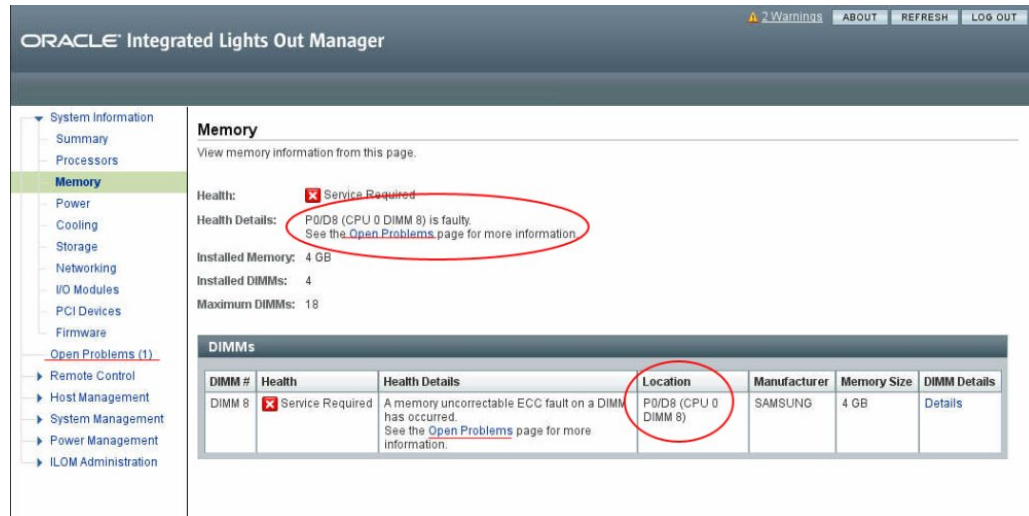 2 Warnings ABOUT REFRESH LOG OUT
ORACLE® Integrated Lights Out Manager
System Information
Summary
Processors
Memory
Power
Cooling
Storage
Networking
I/O Modules
PCI Devices
Firmware
Open Problems (1)
Remote Control
Host Management
System Management
Power Management
ILOM Administration
Memory
View memory information from this page.
Health: Service Required
Health Details: P0/D8 (CPU 0 DIMM 8) is faulty.
See the Open Problems page for more information.
Installed Memory: 4 GB
Installed DIMMs: 4
Maximum DIMMs: 18
DIMMs
DIMM # Health Health Details Location Manufacturer Memory Size DIMM Details
DIMM 8 Service Required A memory uncorrectable ECC fault on a DIMM P0/D8 (CPU 0 SAMSUNG 4 GB Details
has occurred. DIMM 8)
See the Open Problems page for more
information.